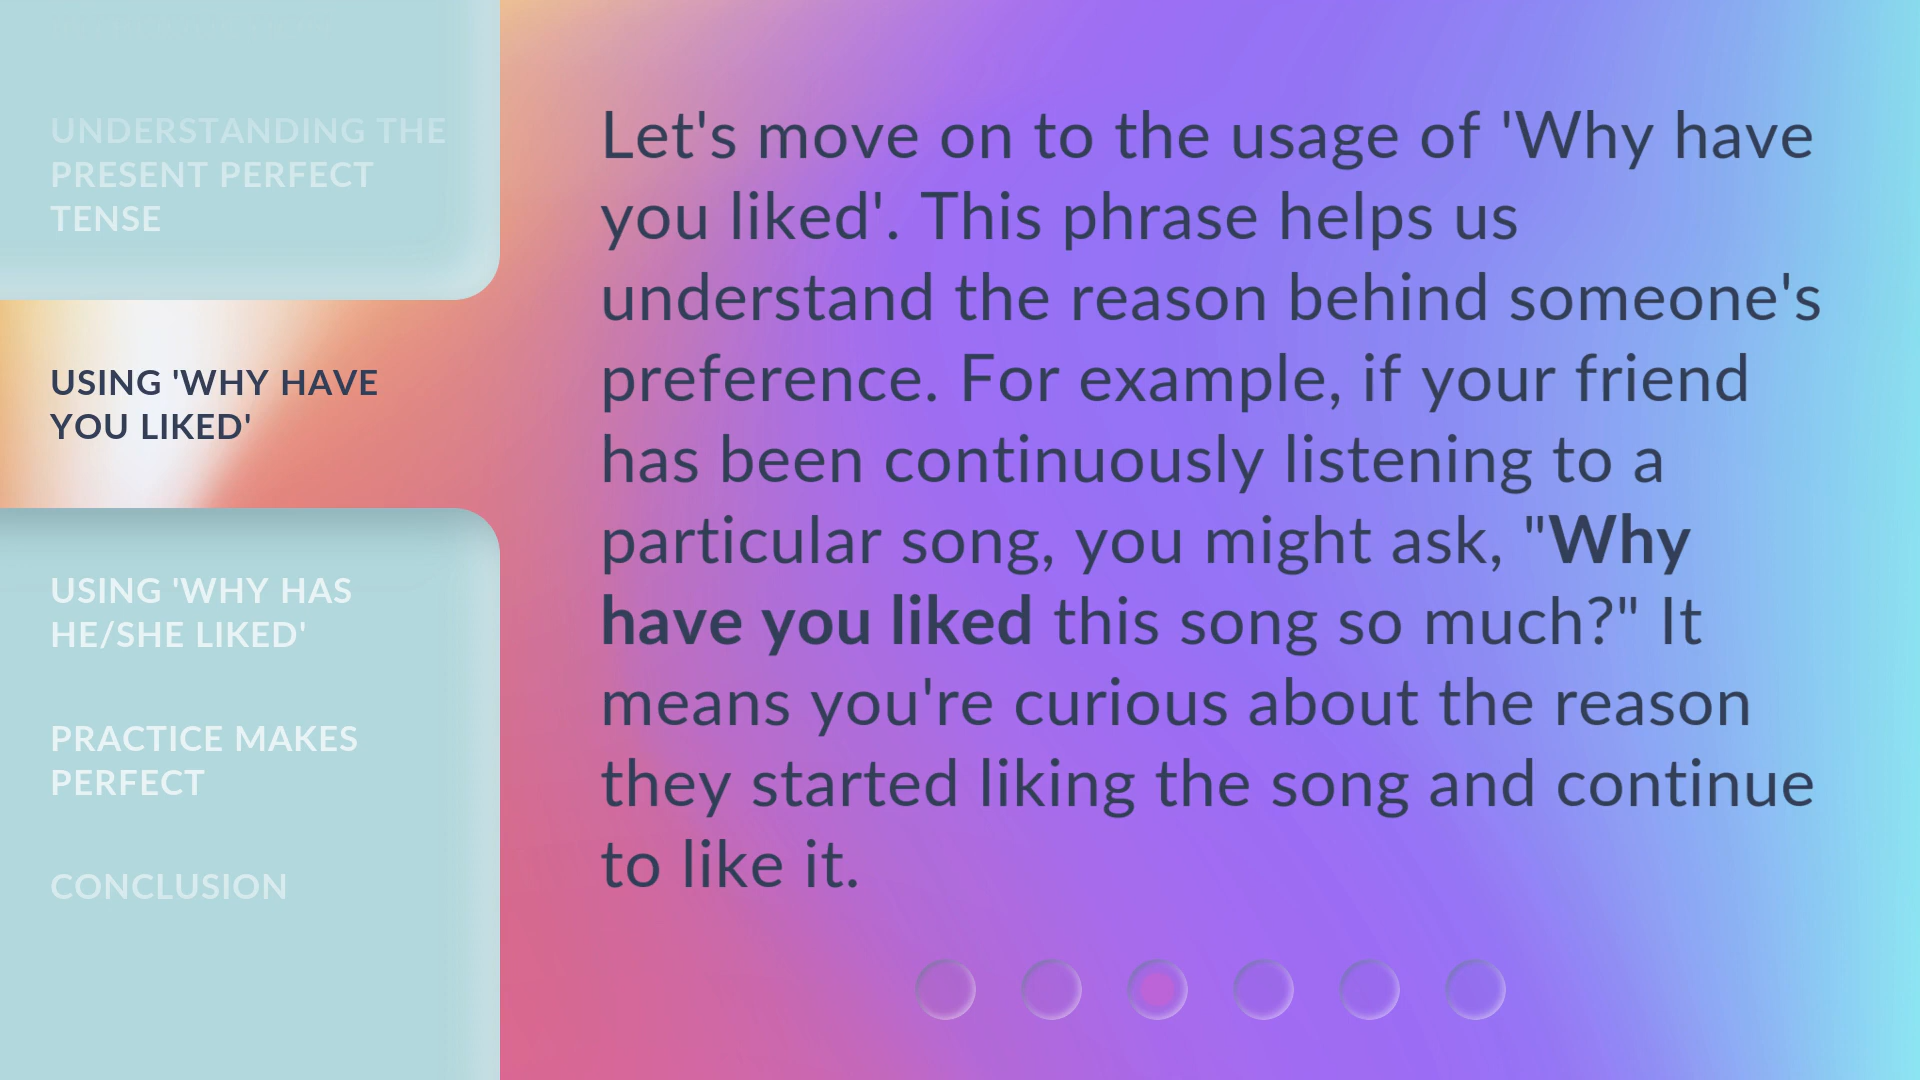 UNDERSTANDING THE
PRESENT PERFECT
TENSE
USING 'WHY HAVE
YOU LIKED'
USING 'WHY HAS
HE/SHE LIKED'
PRACTICE MAKES
PERFECT
CONCLUSION
Let's move on to the usage of 'Why have
you liked'. This phrase helps us
understand the reason behind someone's
preference. For example, if your friend
has been continuously listening to a
particular song, you might ask, "Why
have you liked this song so much?" It
means you're curious about the reason
they started liking the song and continue
to like it.